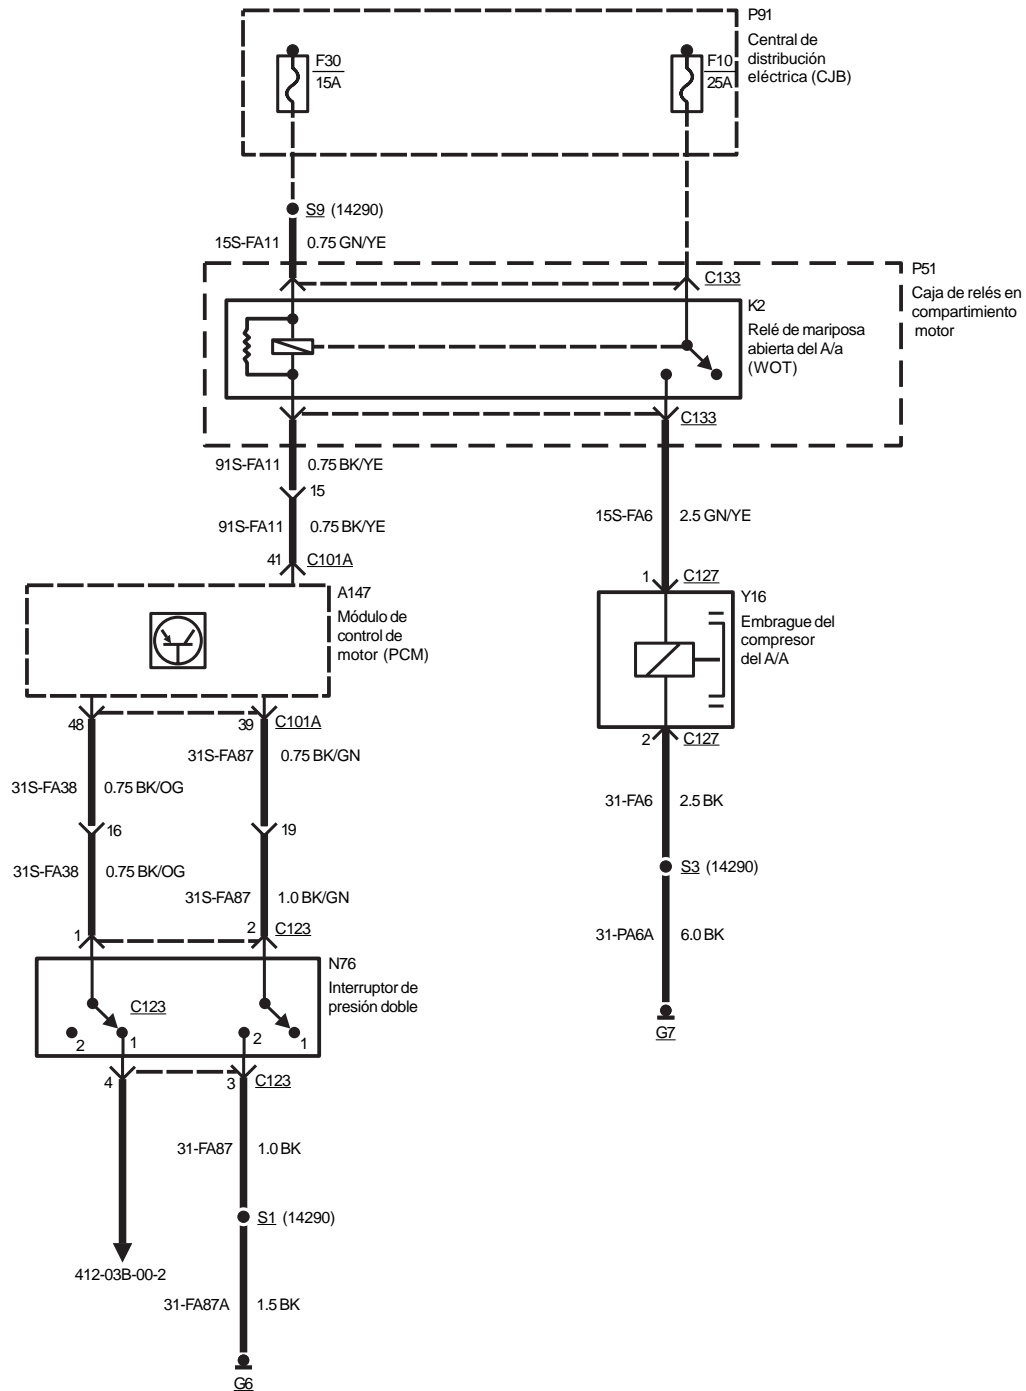 P91
Central de
distribución
eléctrica (CJB)
F30
15A
F10
25A
S9 (14290)
15S-FA11
0.75 GN/YE
C133
P51
Caja de relés en
compartimiento
motor
K2
Relé de mariposa
abierta del A/a
(WOT)
C133
91S-FA11
0.75 BK/YE
15
91S-FA11
0.75 BK/YE
15S-FA6
2.5 GN/YE
41
C101A
1
C127
A147
Módulo de
control de
motor (PCM)
Y16
Embrague del
compresor
del A/A
48
39
C101A
2
C127
31S-FA87
0.75 BK/GN
31S-FA38
0.75 BK/OG
31-FA6
2.5 BK
16
19
31S-FA38
0.75 BK/OG
S3 (14290)
31S-FA87
1.0 BK/GN
1
2
C123
31-PA6A
6.0 BK
N76
Interruptor de
presión doble
C123
2
1
2
1
G7
4
3
C123
31-FA87
1.0 BK
S1 (14290)
412-03B-00-2
31-FA87A
1.5 BK
G6